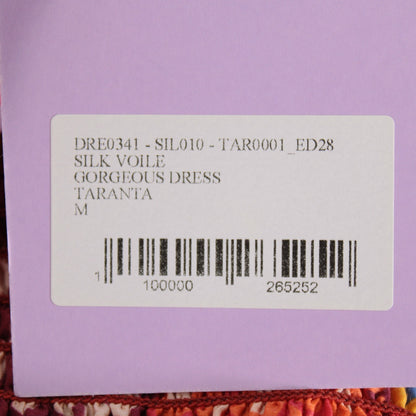 DRE0341 - SIL010 - TAR0001_ED28
SILK VOILE
GORGEOUS DRESS
TARANTA
M
1 100000 265252